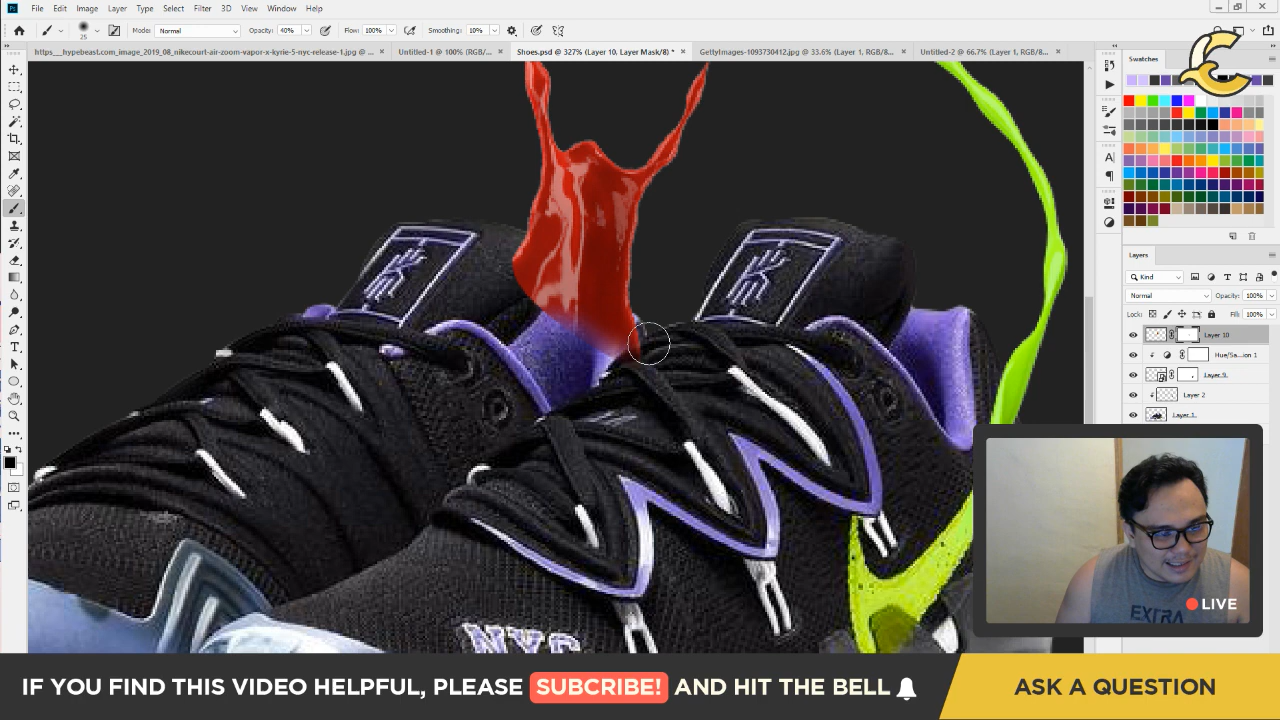 File Edit Image Layer Type Select Filter 3D View Window Help
Mode: Normal Opacity: 40% Flow: 100% Smoothing: 10%
25
https___hypebeast.com_image_2019_08_nikecourt-air-zoom-vapor-x-kyrie-5-nyc-release-1.jpg @ ... × Untitled-1 @ 100% (RGB/... × Shoes.psd @ 327% (Layer 10, Layer Mask/8) * × GettyImages-1093730412.jpg @ 33.6% (Layer 1, RGB/8... × Untitled-2 @ 66.7% (Layer 1, RGB/8... ×
Swatches
Layers
Kind
Normal Opacity: 100%
Lock: Fill: 100%
Layer 10
Hue/Sa...ion 1
Layer 9
Layer 2
Layer 1
NYC
EXTRA
LIVE
IF YOU FIND THIS VIDEO HELPFUL, PLEASE SUBCRIBE! AND HIT THE BELL
ASK A QUESTION